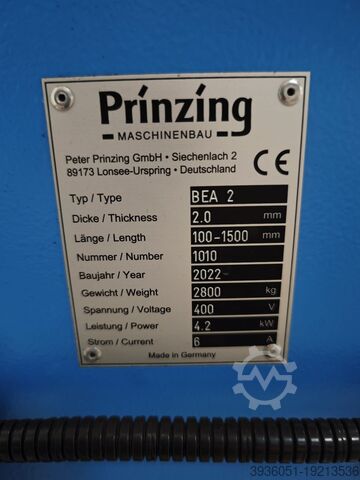 Prinzing
MASCHINENBAU
Peter Prinzing GmbH • Siechenlach 2
89173 Lonsee-Urspring • Deutschland
CE
Typ / Type BEA 2
Dicke / Thickness 2.0 mm
Länge / Length 100-1500 mm
Nummer / Number 1010
Baujahr / Year 2022
Gewicht / Weight 2800 kg
Spannung / Voltage 400 V
Leistung / Power 4.2 kW
Strom / Current 6 A
Made in Germany
3936051-19213536